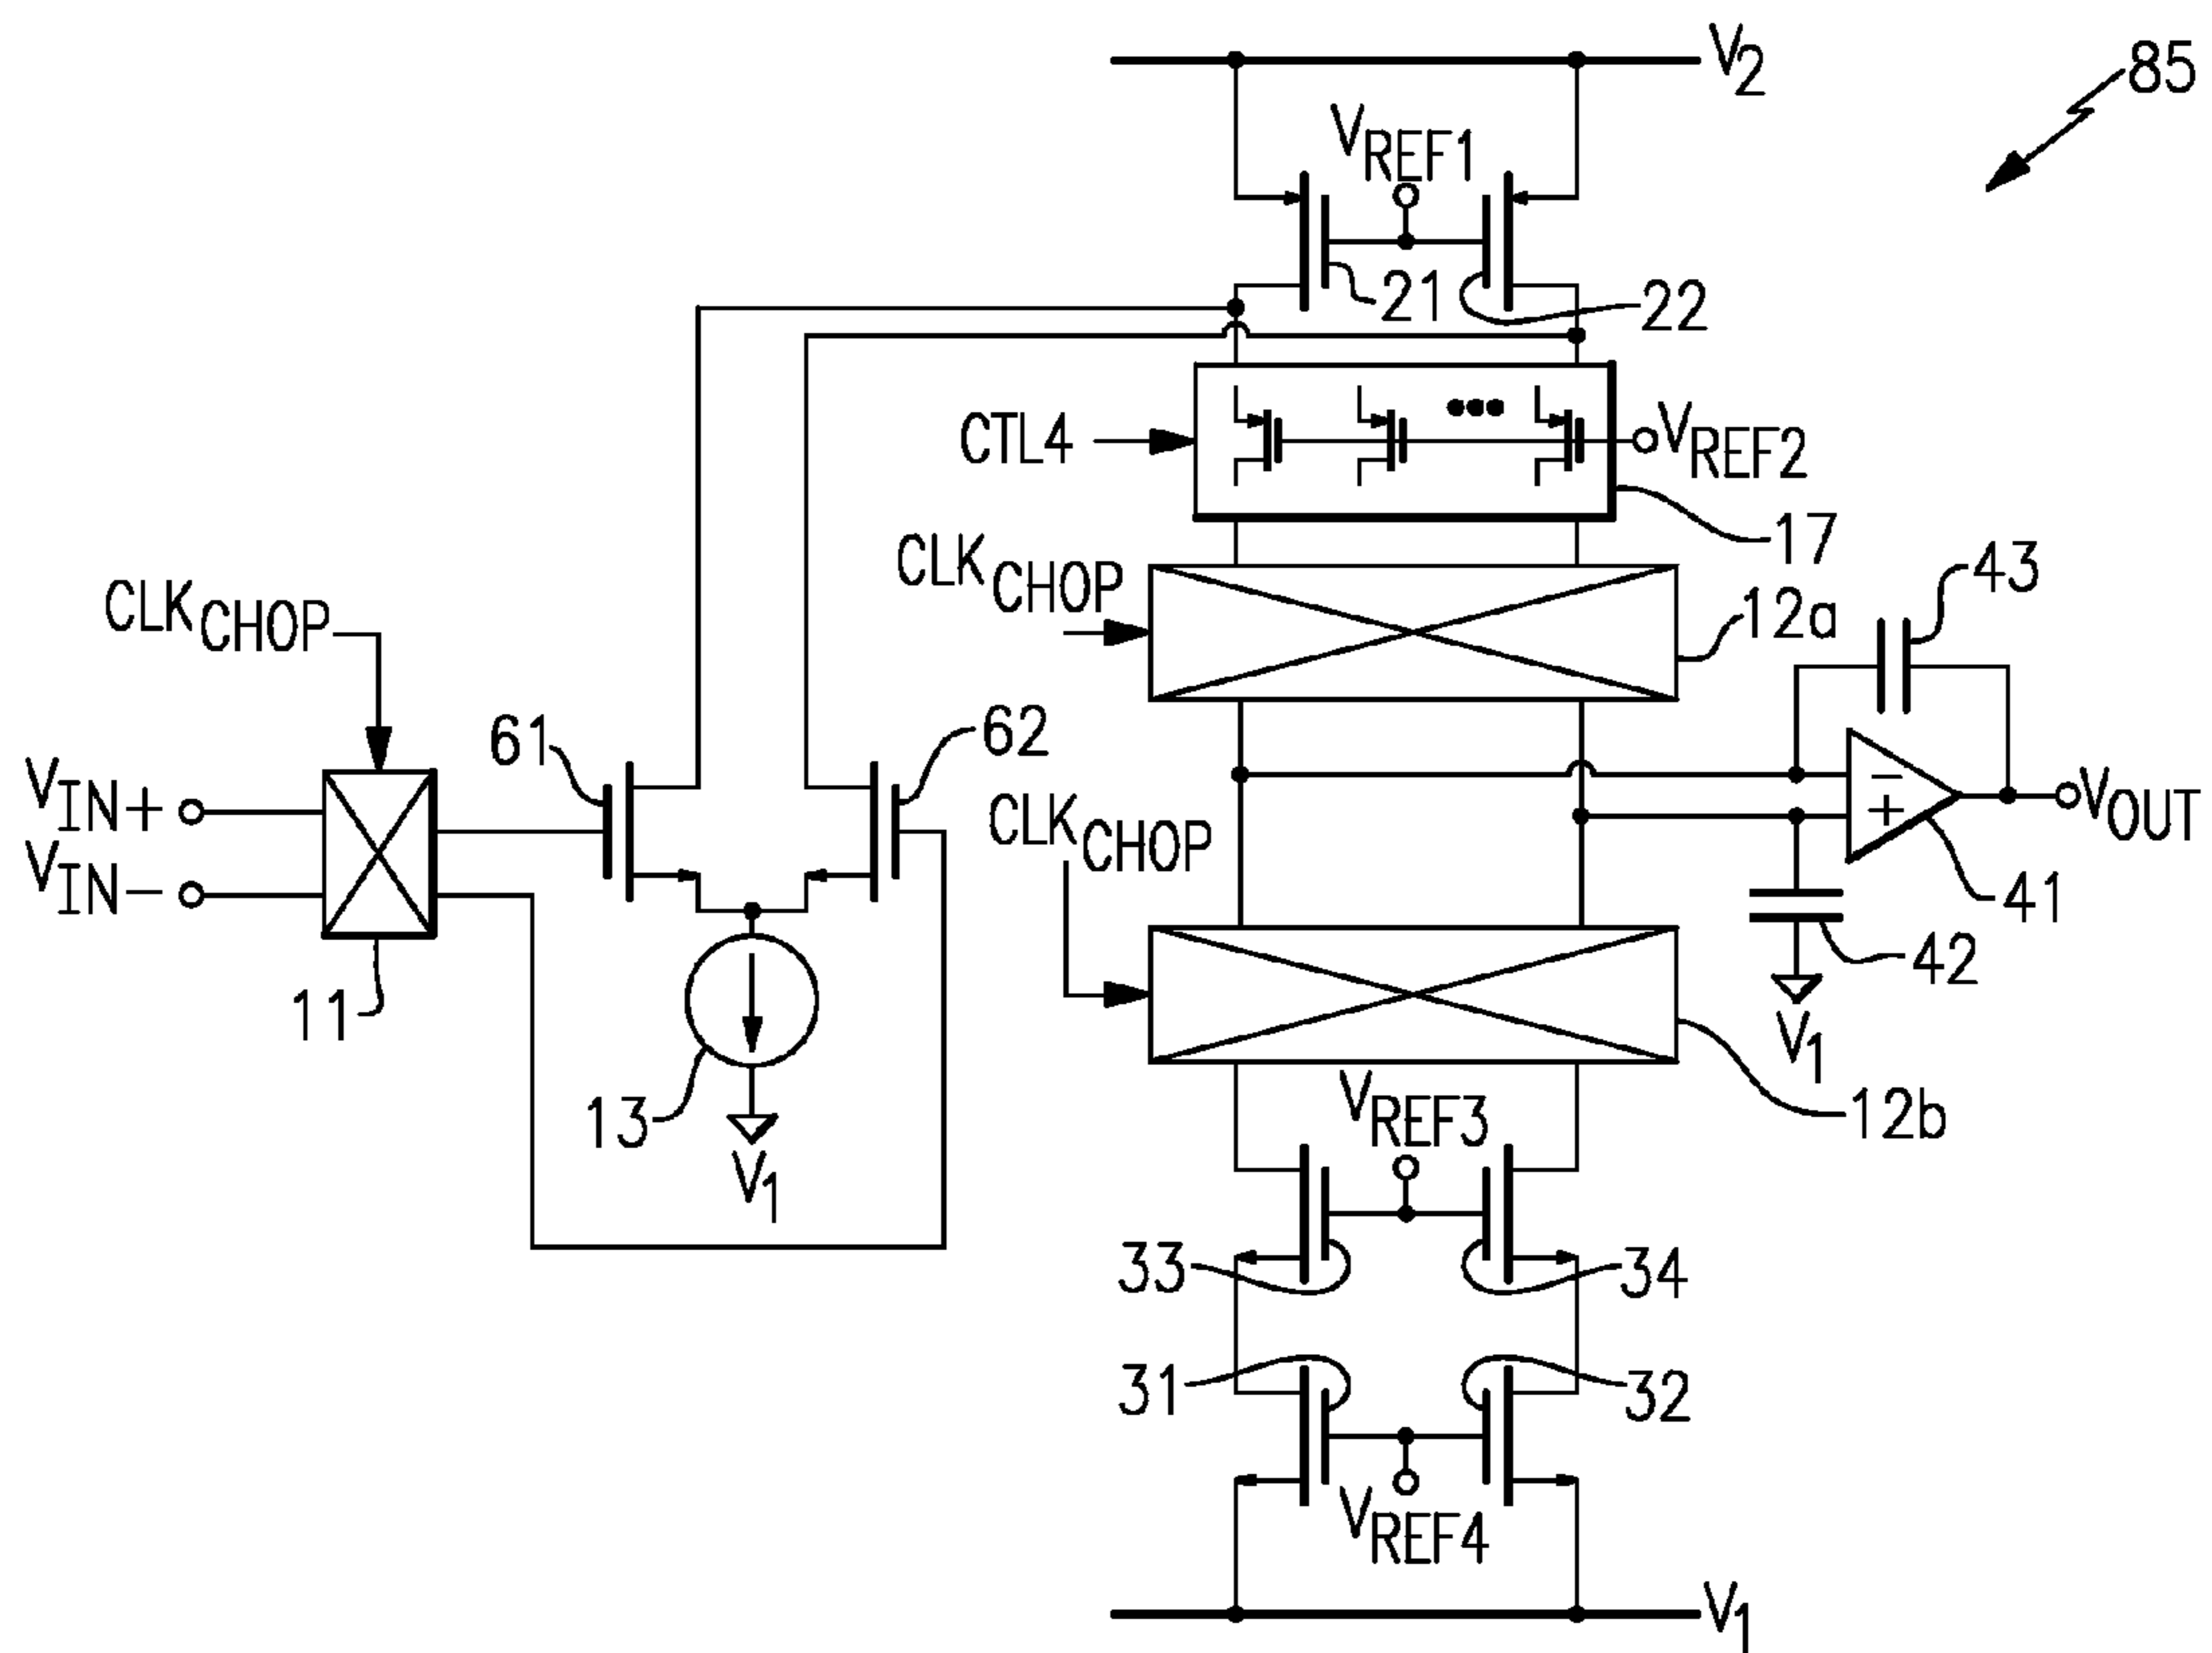 V2
85
VREF1
21
22
CTL4
VREF2
17
CLKCHOP
12a
43
CLKCHOP
61
62
VIN+
VIN-
−
+
VOUT
CLKCHOP
41
42
11
V1
13
V1
VREF3
12b
33
34
31
32
VREF4
V1